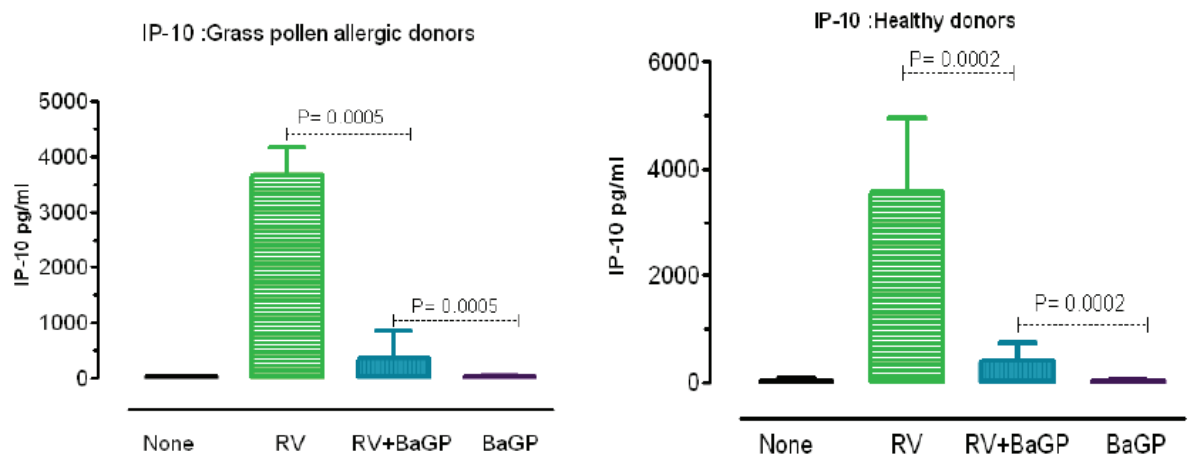 IP-10 :Grass pollen allergic donors
IP-10 pg/ml
5000
4000
3000
2000
1000
0
P= 0.0005
P= 0.0005
None RV RV+BaGP BaGP
IP-10 :Healthy donors
IP-10 pg/ml
6000
4000
2000
0
P= 0.0002
P= 0.0002
None RV RV+BaGP BaGP